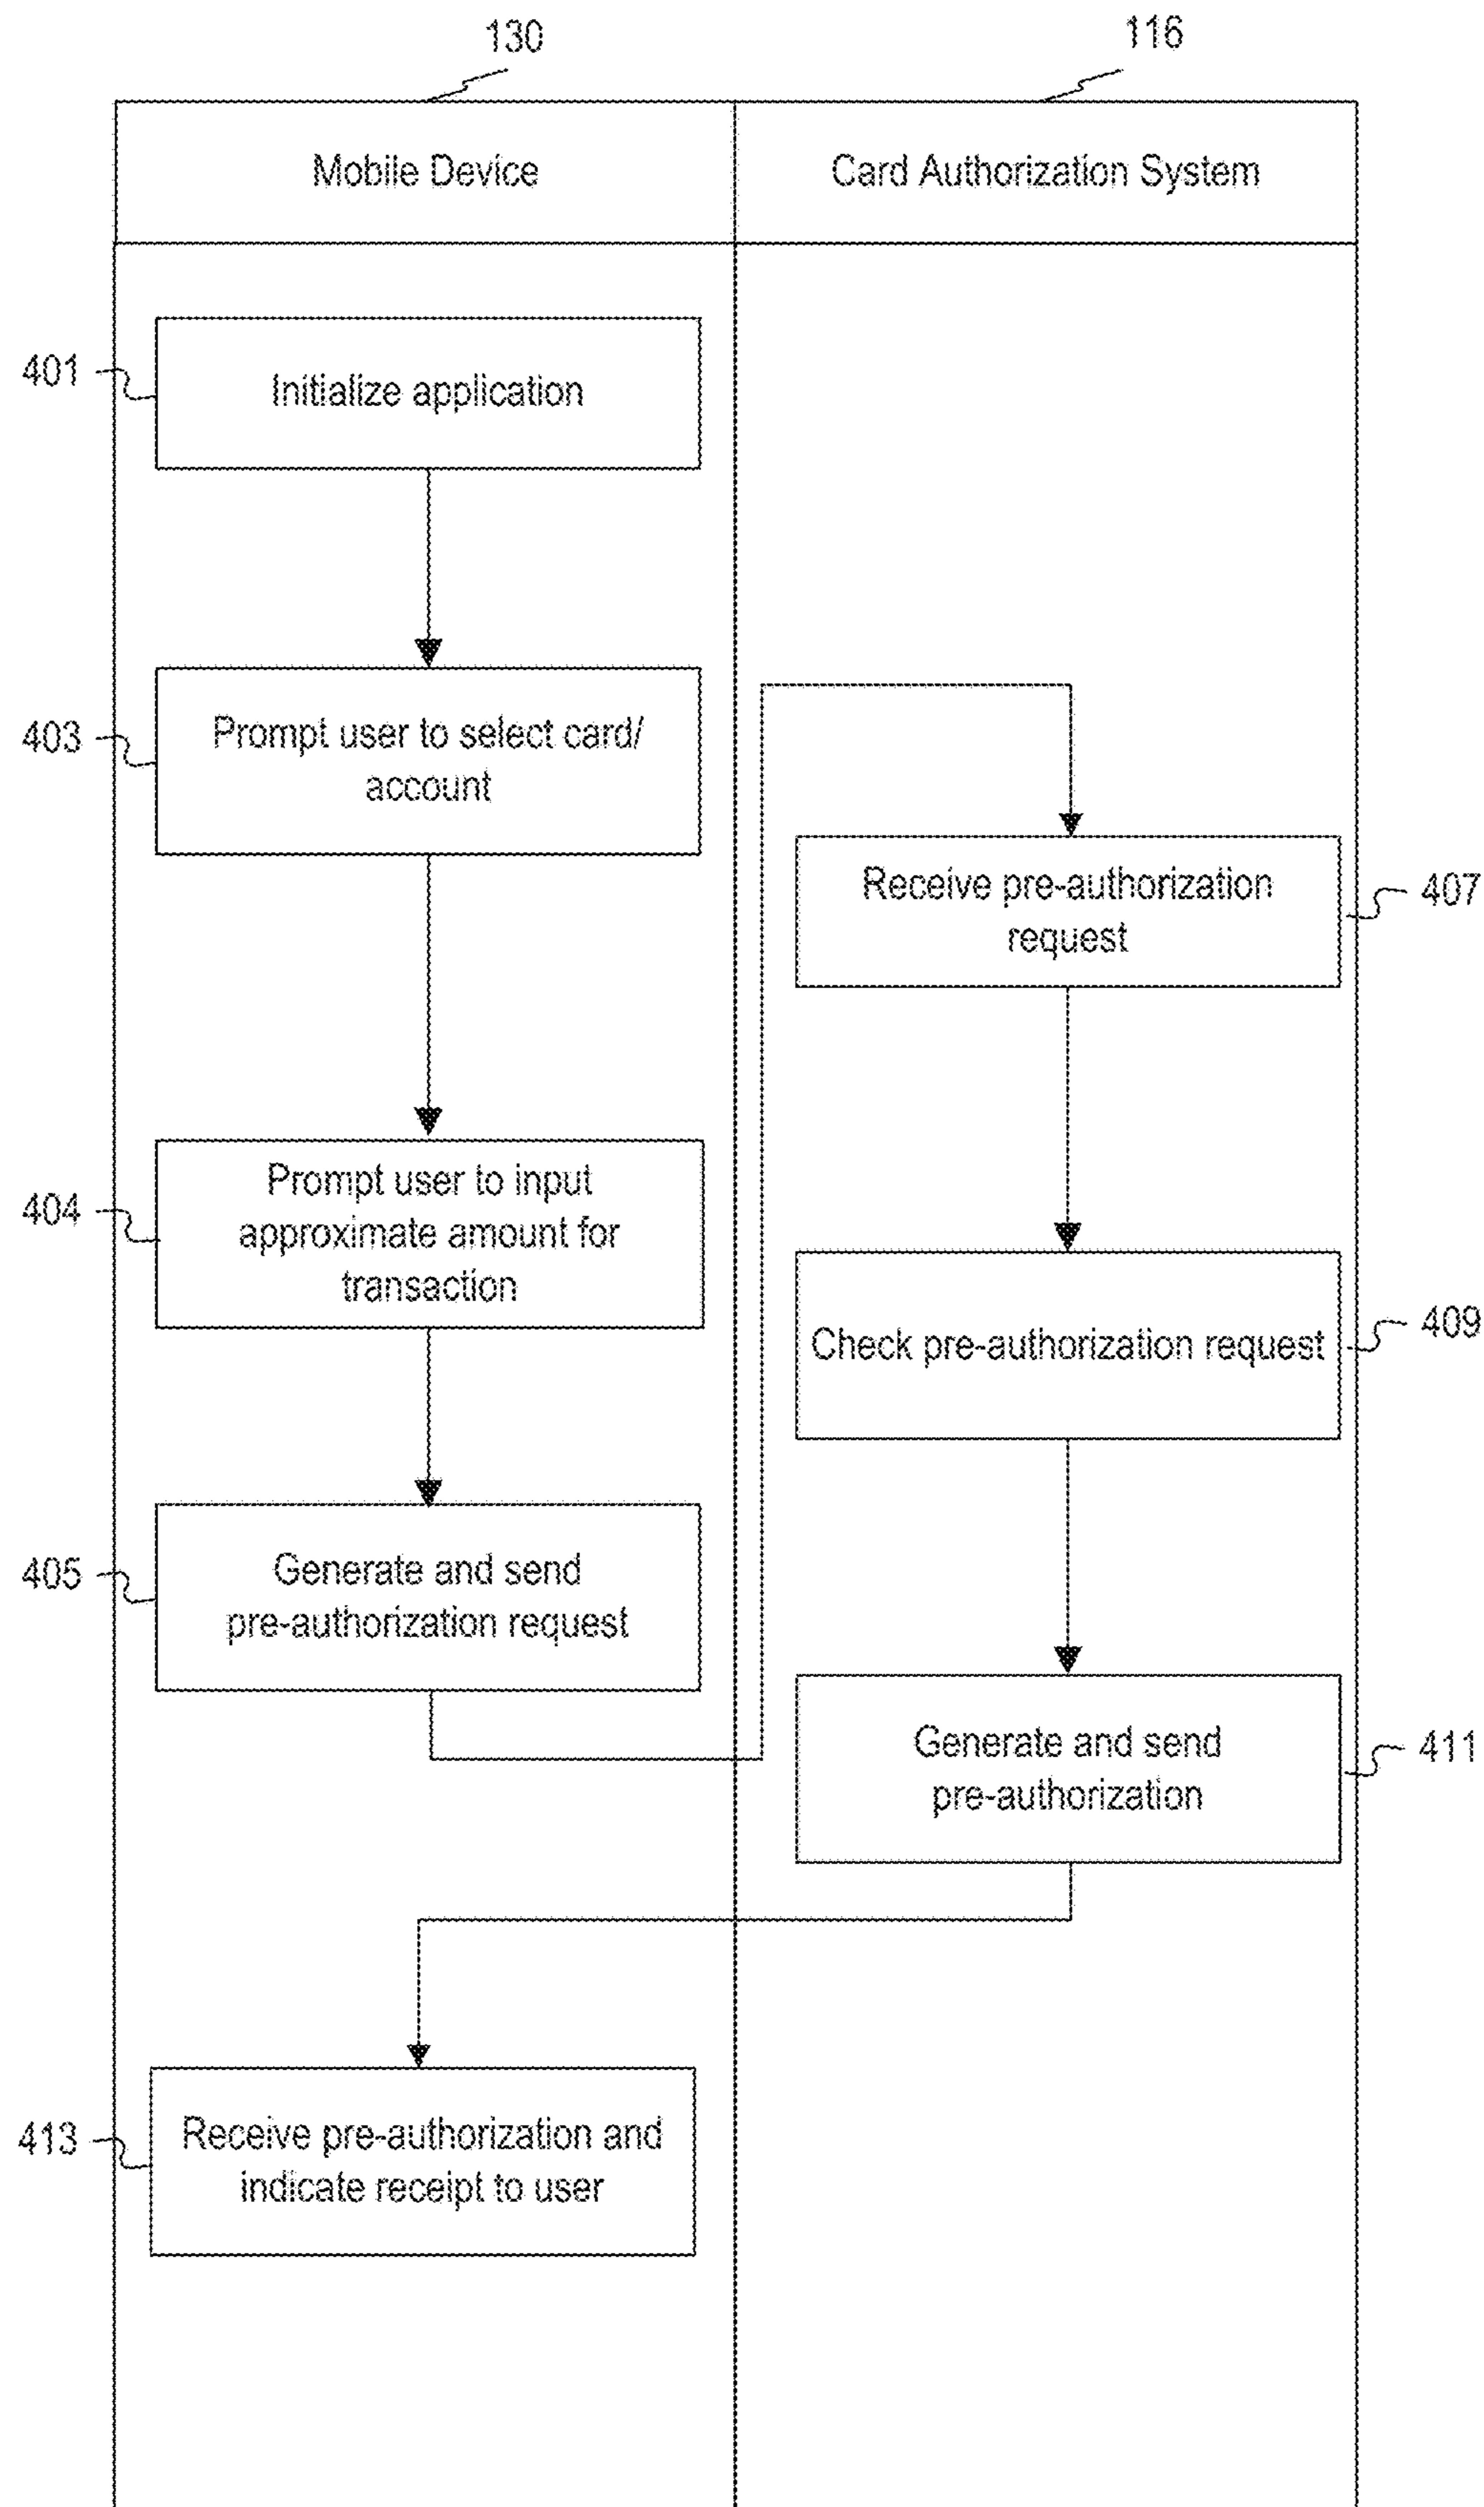 130
116
Mobile Device
Card Authorization System
401
Initialize application
403
Prompt user to select card/
account
407
Receive pre-authorization
request
404
Prompt user to input
approximate amount for
transaction
409
Check pre-authorization request
405
Generate and send
pre-authorization request
411
Generate and send
pre-authorization
413
Receive pre-authorization and
indicate receipt to user